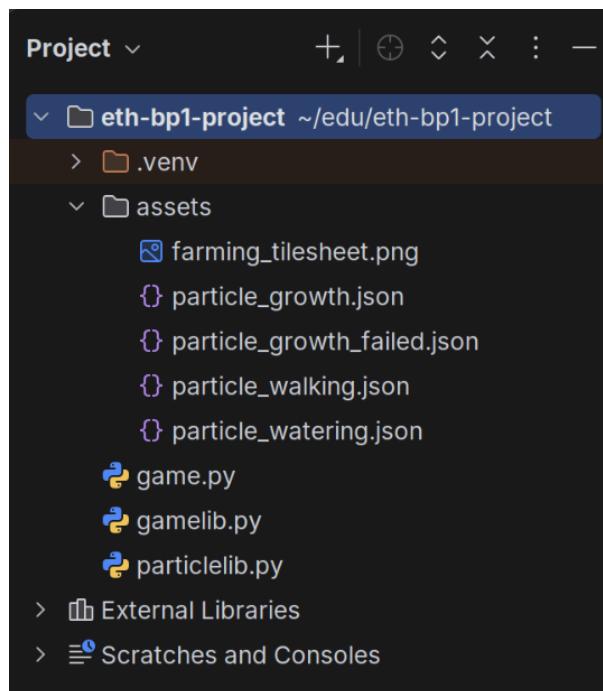 Project
eth-bp1-project ~/edu/eth-bp1-project
.venv
assets
farming_tilesheet.png
particle_growth.json
particle_growth_failed.json
particle_walking.json
particle_watering.json
game.py
gamelib.py
particlelib.py
External Libraries
Scratches and Consoles